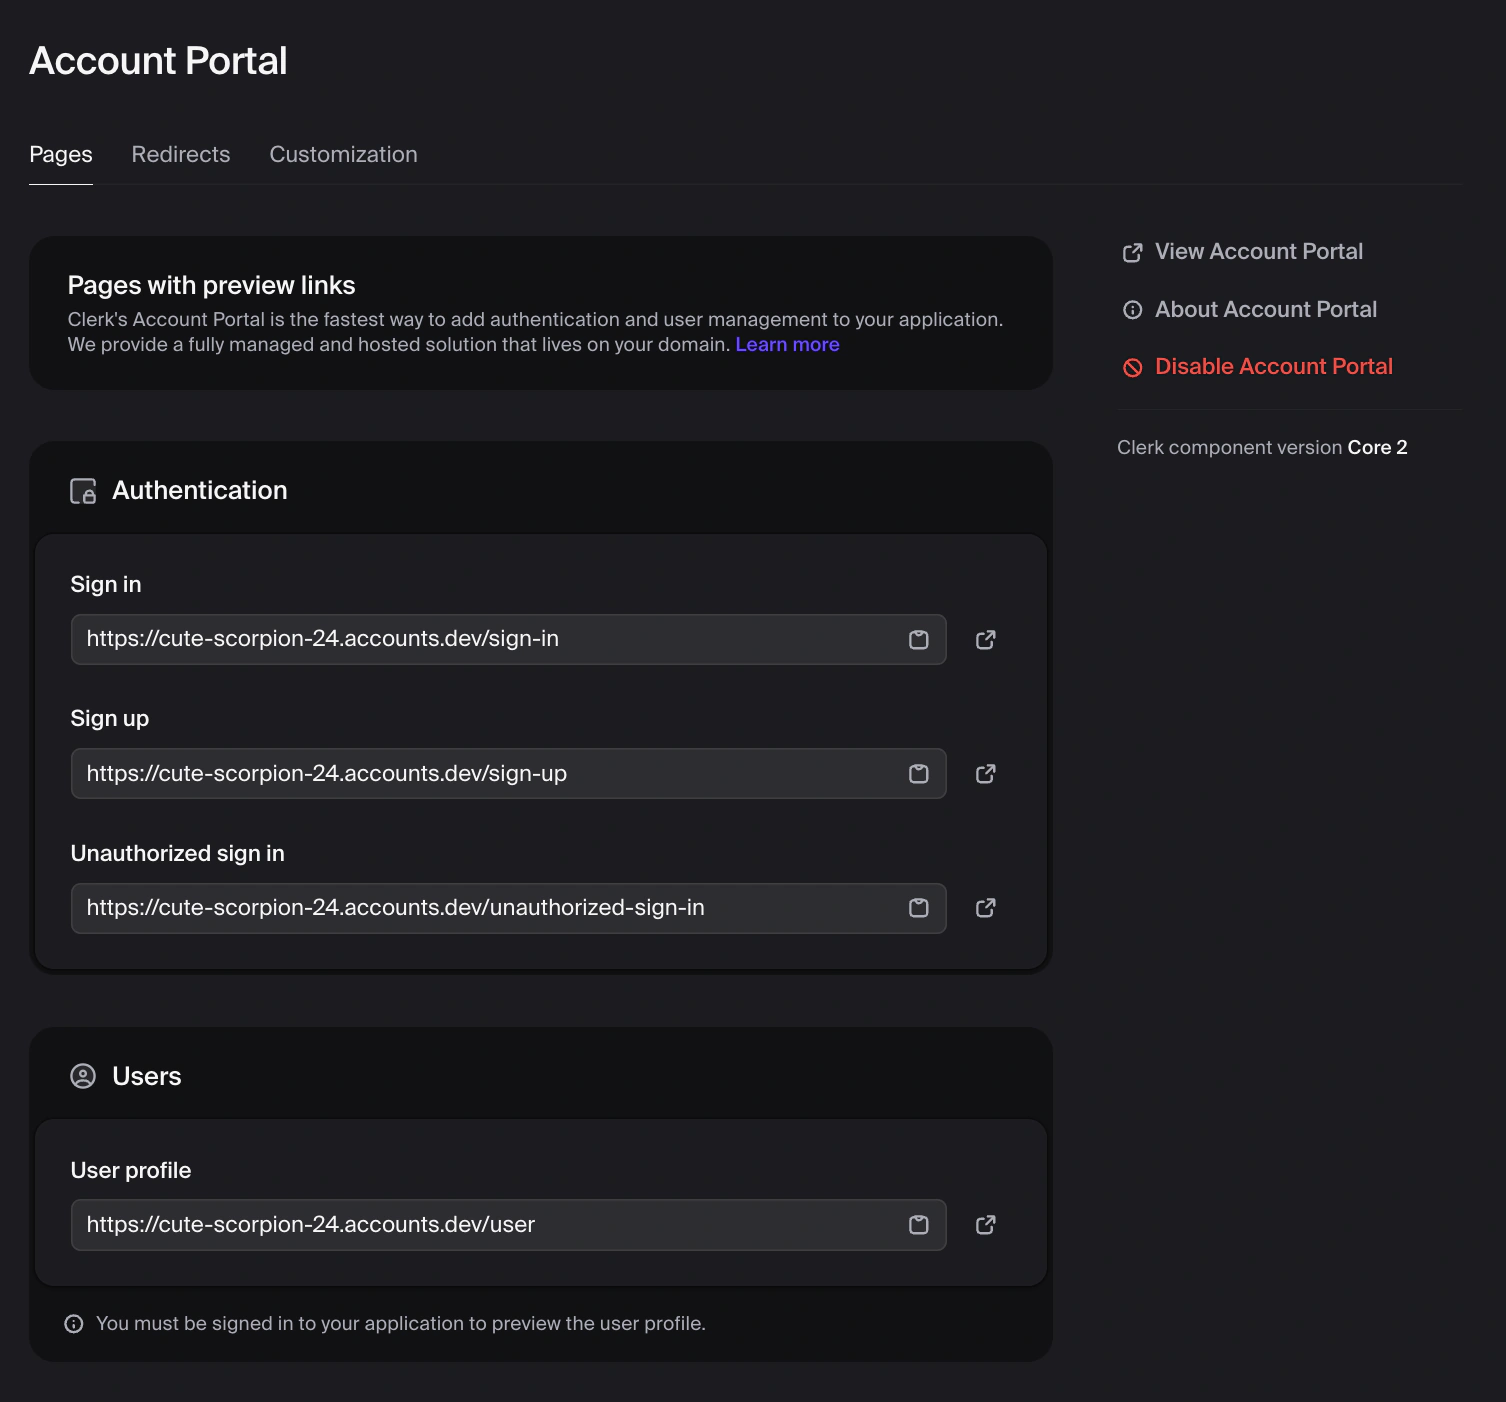 Account Portal
Pages
Redirects
Customization
Pages with preview links
Clerk's Account Portal is the fastest way to add authentication and user management to your application.
We provide a fully managed and hosted solution that lives on your domain. Learn more
View Account Portal
About Account Portal
Disable Account Portal
Clerk component version Core 2
Authentication
Sign in
https://cute-scorpion-24.accounts.dev/sign-in
Sign up
https://cute-scorpion-24.accounts.dev/sign-up
Unauthorized sign in
https://cute-scorpion-24.accounts.dev/unauthorized-sign-in
Users
User profile
https://cute-scorpion-24.accounts.dev/user
You must be signed in to your application to preview the user profile.